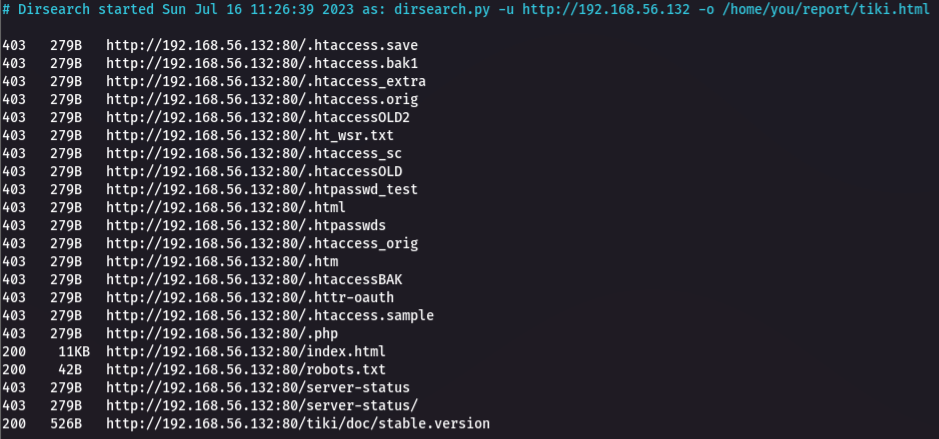 # Dirsearch started Sun Jul 16 11:26:39 2023 as: dirsearch.py -u http://192.168.56.132 -o /home/you/report/tiki.html
403 279B http://192.168.56.132:80/.htaccess.save
403 279B http://192.168.56.132:80/.htaccess.bak1
403 279B http://192.168.56.132:80/.htaccess_extra
403 279B http://192.168.56.132:80/.htaccess.orig
403 279B http://192.168.56.132:80/.htaccessOLD2
403 279B http://192.168.56.132:80/.ht_wsr.txt
403 279B http://192.168.56.132:80/.htaccess_sc
403 279B http://192.168.56.132:80/.htaccessOLD
403 279B http://192.168.56.132:80/.htpasswd_test
403 279B http://192.168.56.132:80/.html
403 279B http://192.168.56.132:80/.htpasswds
403 279B http://192.168.56.132:80/.htaccess_orig
403 279B http://192.168.56.132:80/.htm
403 279B http://192.168.56.132:80/.htaccessBAK
403 279B http://192.168.56.132:80/.httr-oauth
403 279B http://192.168.56.132:80/.htaccess.sample
403 279B http://192.168.56.132:80/.php
200 11KB http://192.168.56.132:80/index.html
200 42B http://192.168.56.132:80/robots.txt
403 279B http://192.168.56.132:80/server-status
403 279B http://192.168.56.132:80/server-status/
200 526B http://192.168.56.132:80/tiki/doc/stable.version